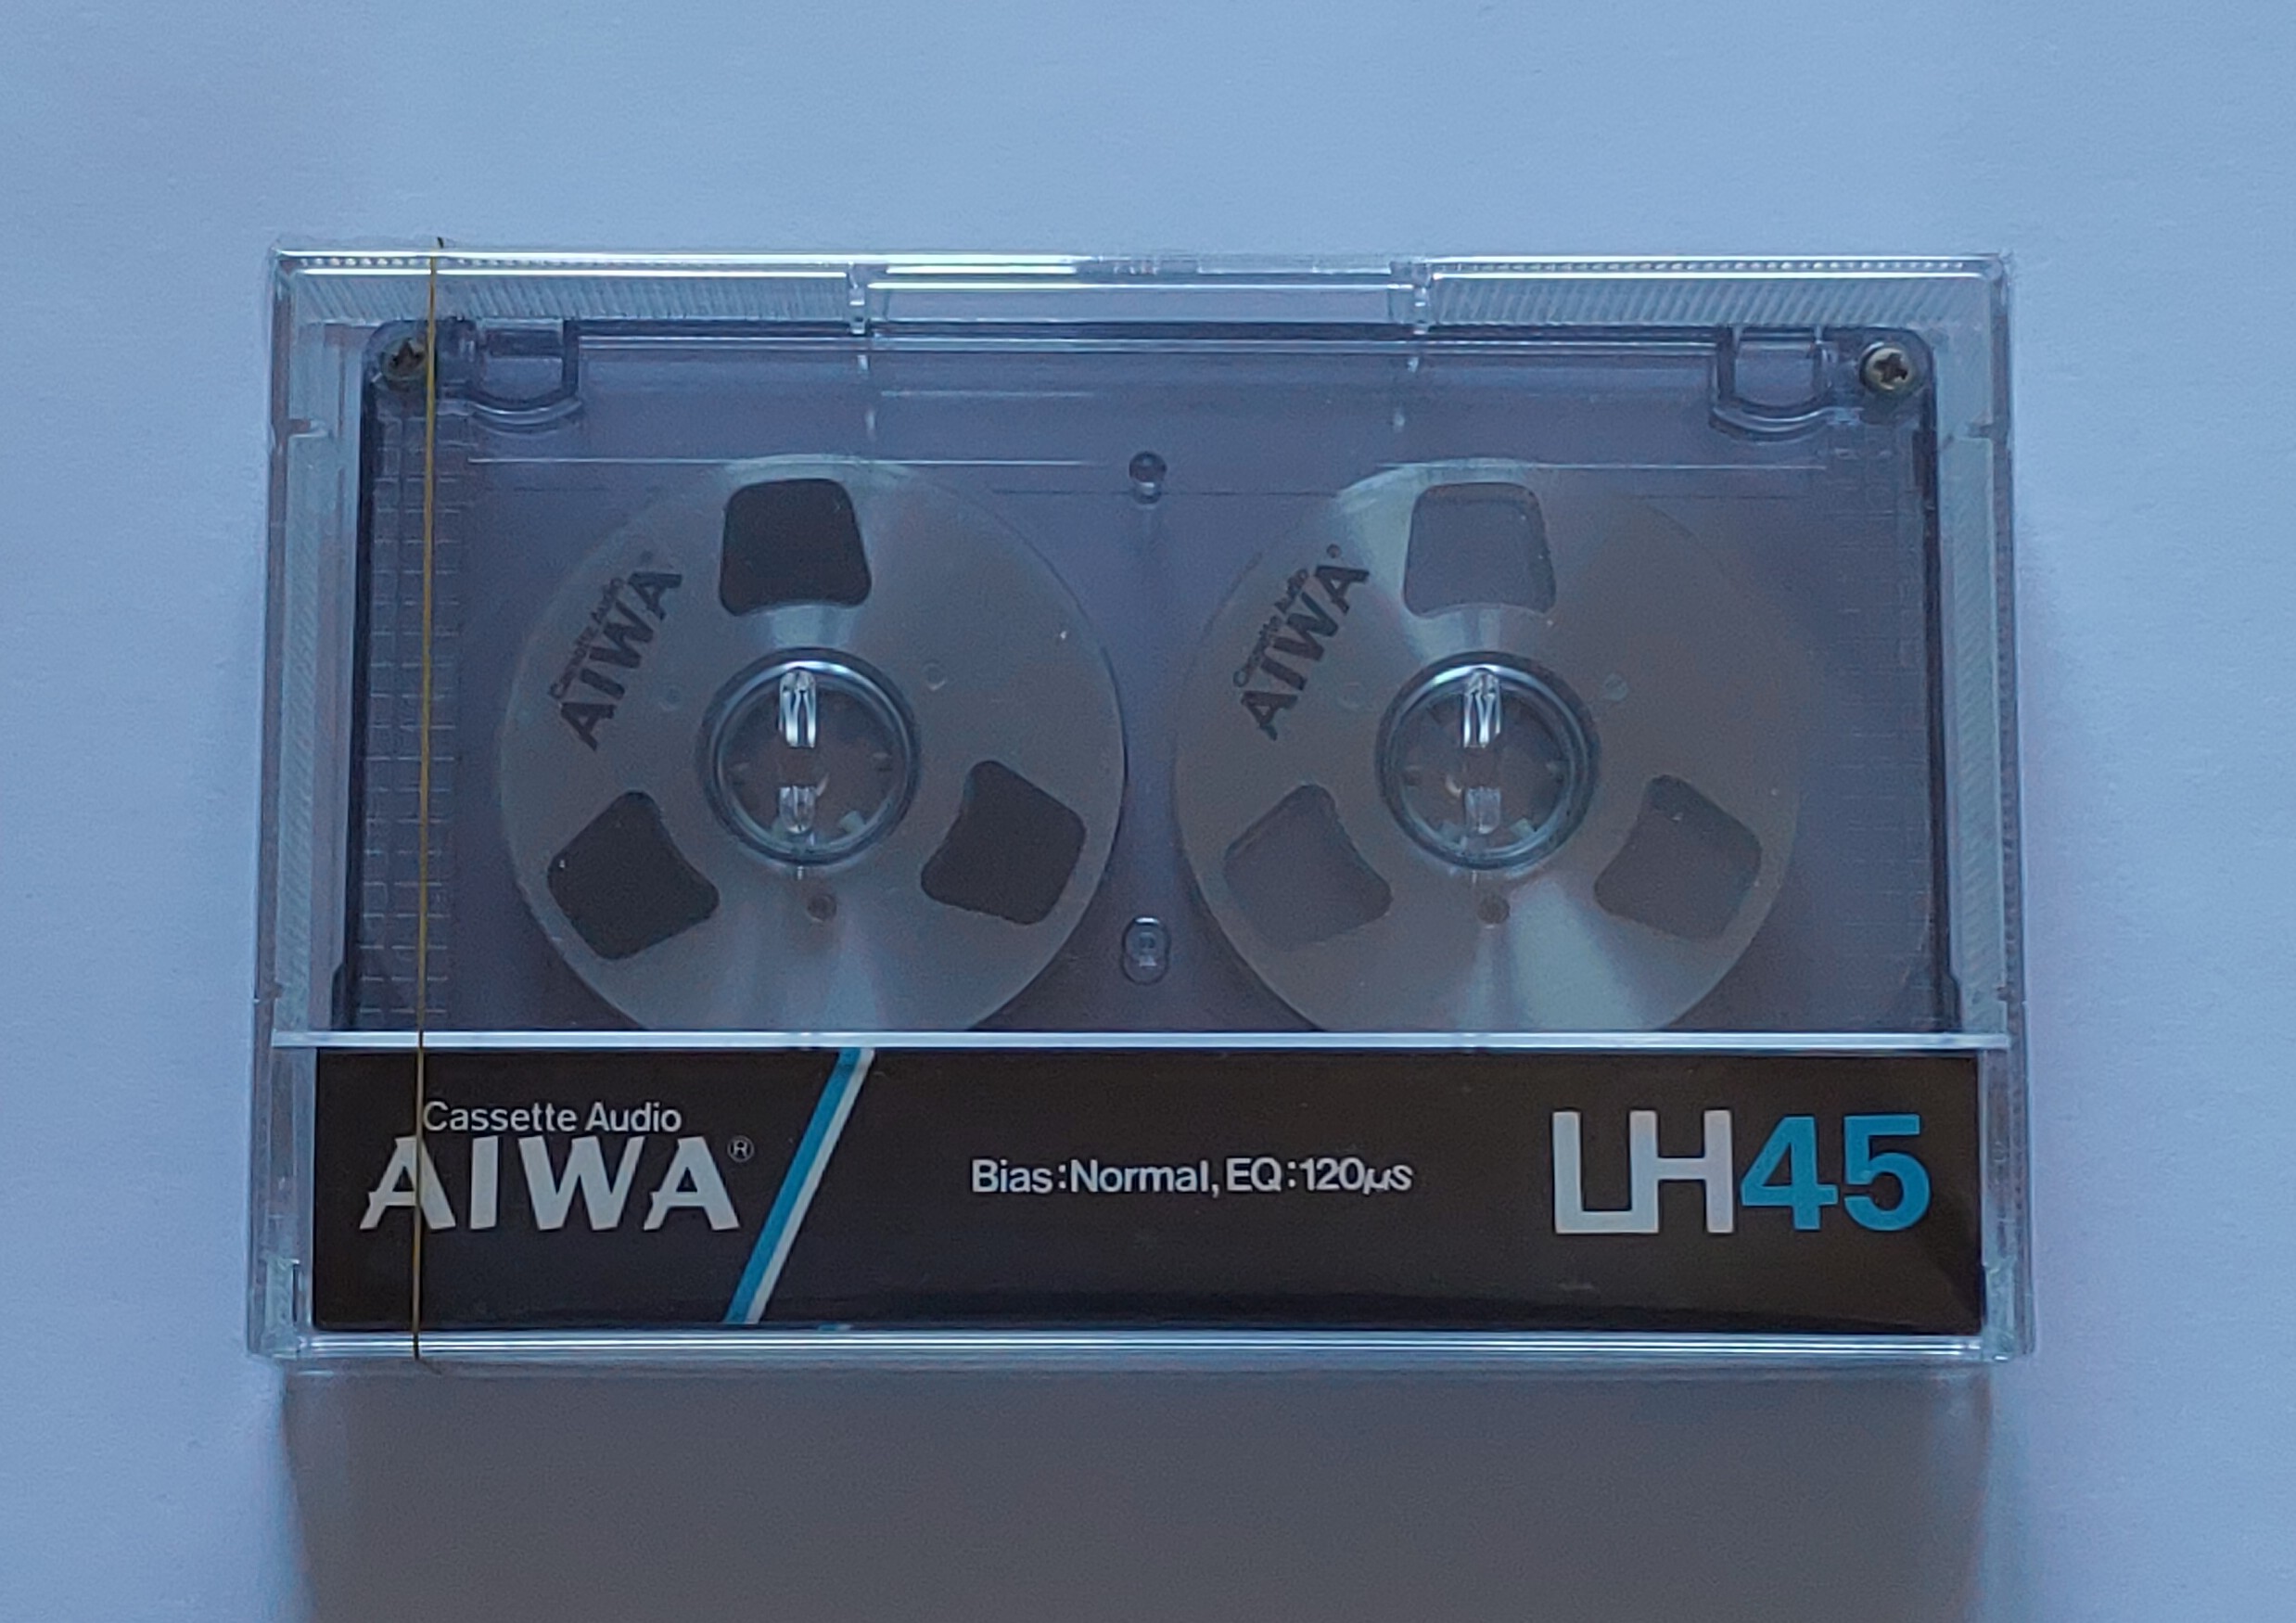 Cassette Audio
AIWA
Cassette Audio
AIWA
Cassette Audio
AIWA®
Bias:Normal, EQ:120μs
LH45